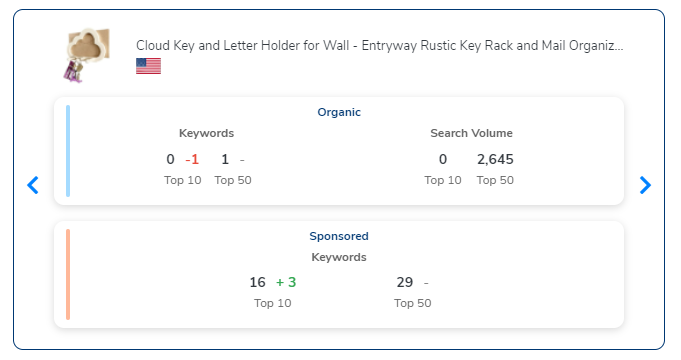 Cloud Key and Letter Holder for Wall - Entryway Rustic Key Rack and Mail Organiz...
Organic
Keywords Search Volume
0 -1 1 - 0 2,645
Top 10 Top 50 Top 10 Top 50
Sponsored
Keywords
16 + 3 29 -
Top 10 Top 50